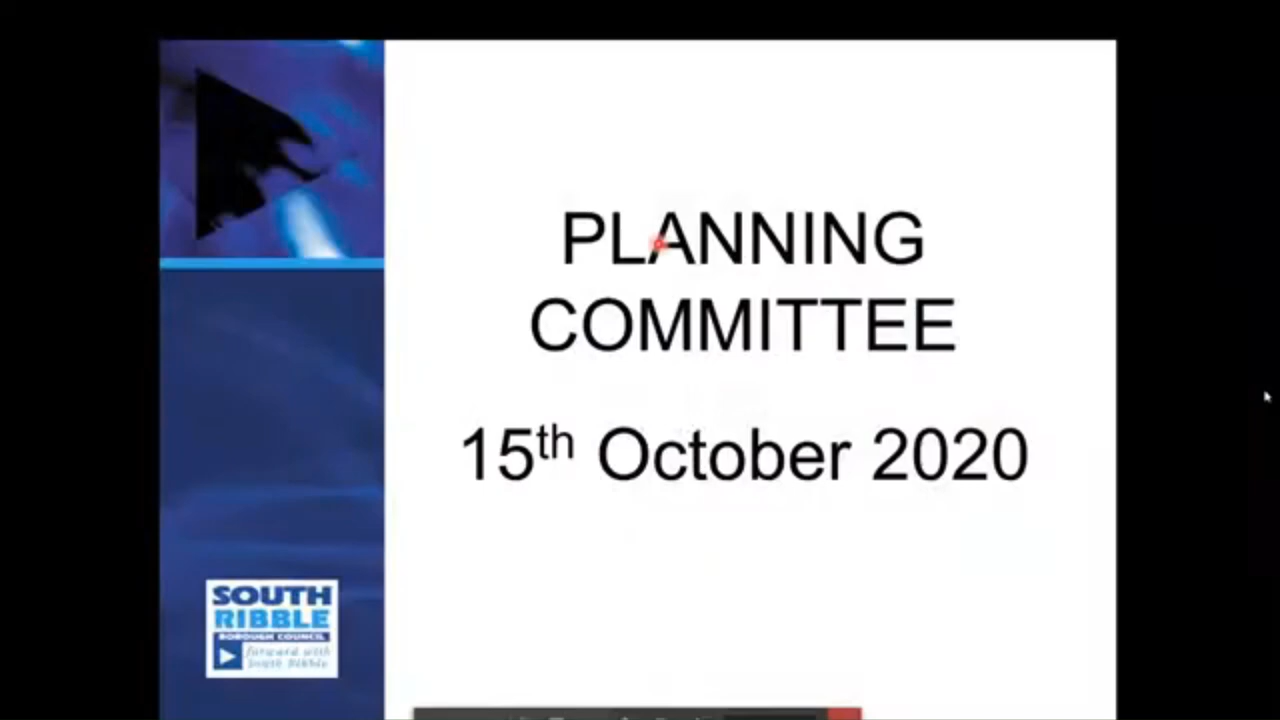 PLANNING
COMMITTEE
15th October 2020
SOUTH
RIBBLE
BOROUGH COUNCIL
forward with
South Ribble